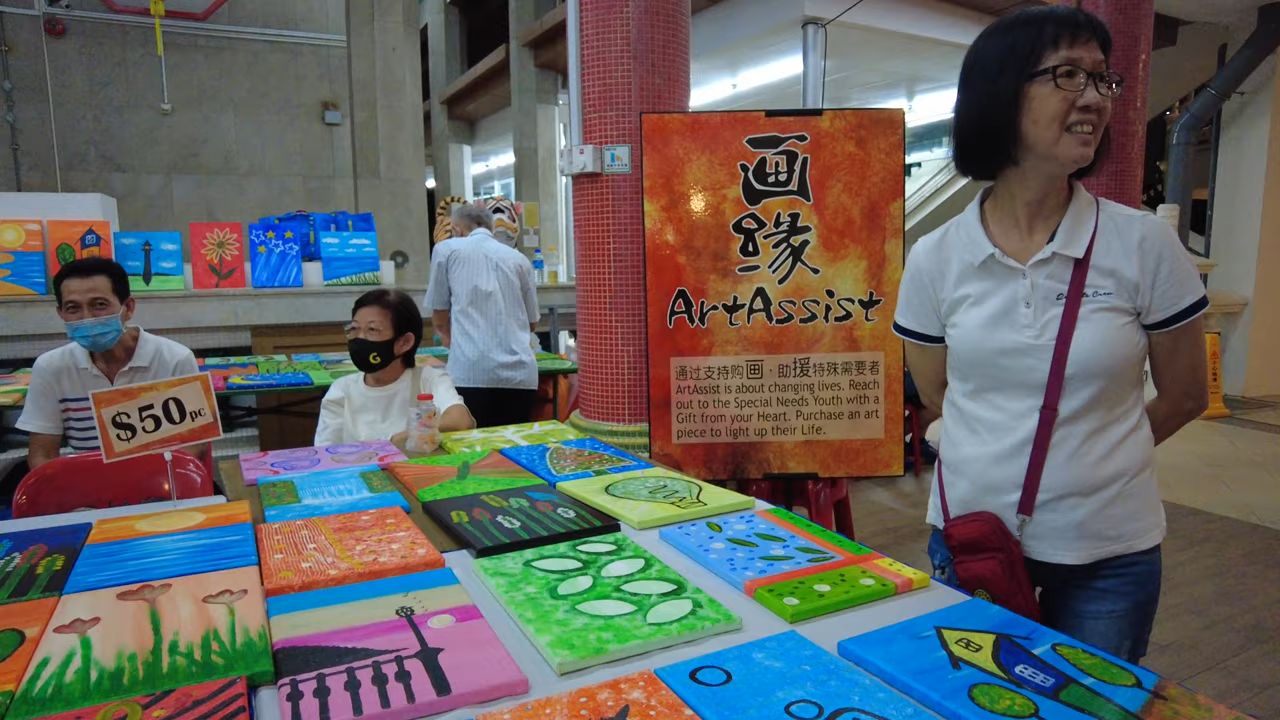 画
缘
ArtAssist
通过支持购画，助援特殊需要者
ArtAssist is about changing lives. Reach
out to the Special Needs Youth with a
Gift from your Heart. Purchase an art
piece to light up their Life.
$50pc
G